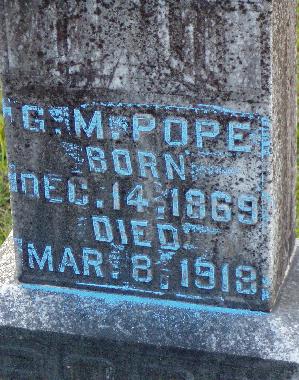 G. M. POPE
BORN
DEC. 14, 1869
DIED
MAR. 8, 1918